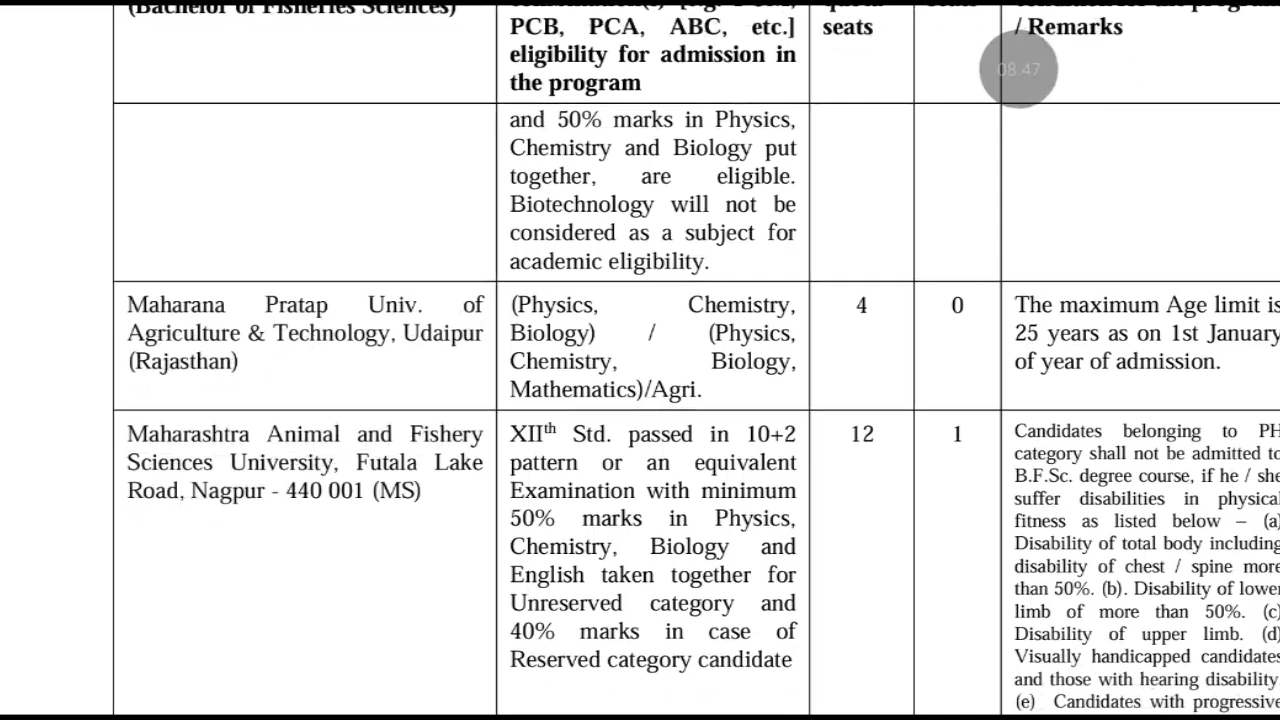 (Bachelor of Fisheries Sciences)
PCB, PCA, ABC, etc.]
eligibility for admission in
the program
seats
/ Remarks
08.47
and 50% marks in Physics,
Chemistry and Biology put
together, are eligible.
Biotechnology will not be
considered as a subject for
academic eligibility.
Maharana Pratap Univ. of
Agriculture & Technology, Udaipur
(Rajasthan)
(Physics, Chemistry,
Biology) / (Physics,
Chemistry, Biology,
Mathematics)/Agri.
4
0
The maximum Age limit is
25 years as on 1st January
of year of admission.
Maharashtra Animal and Fishery
Sciences University, Futala Lake
Road, Nagpur - 440 001 (MS)
XIIth Std. passed in 10+2
pattern or an equivalent
Examination with minimum
50% marks in Physics,
Chemistry, Biology and
English taken together for
Unreserved category and
40% marks in case of
Reserved category candidate
12
1
Candidates belonging to PH
category shall not be admitted to
B.F.Sc. degree course, if he / she
suffer disabilities in physical
fitness as listed below – (a)
Disability of total body including
disability of chest / spine more
than 50%. (b). Disability of lower
limb of more than 50%. (c)
Disability of upper limb. (d)
Visually handicapped candidates
and those with hearing disability
(e) Candidates with progressive